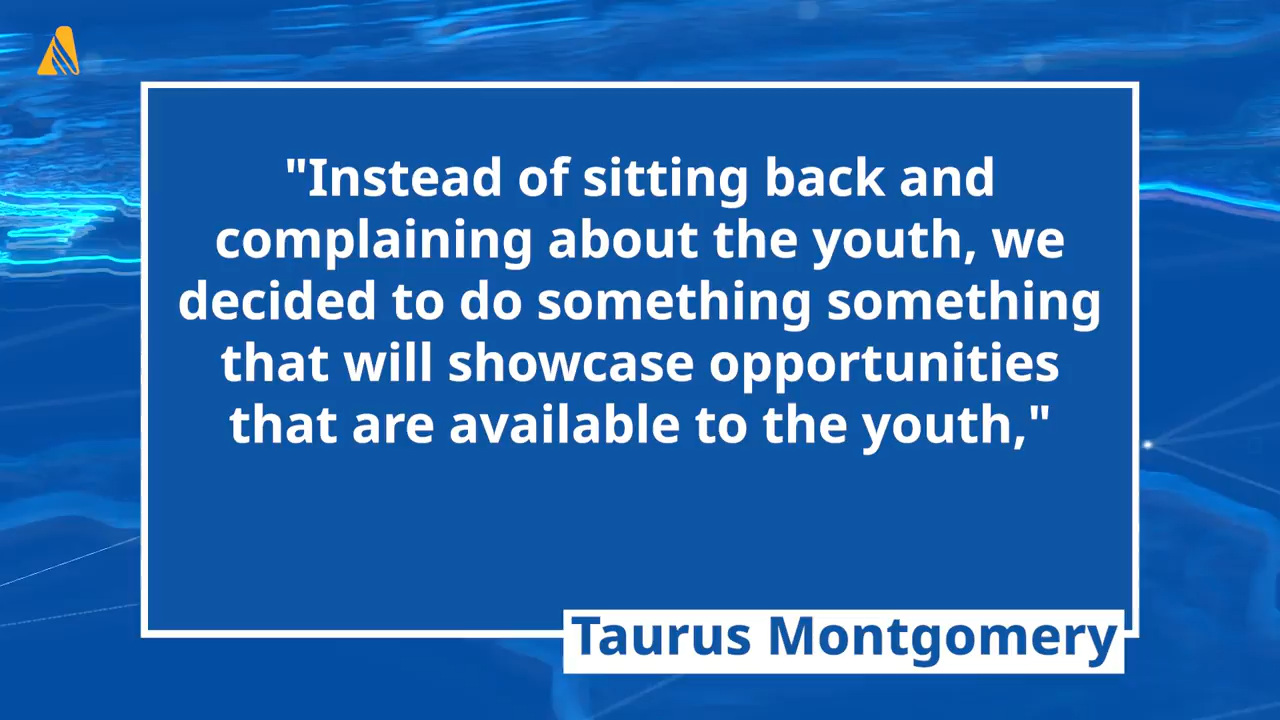 "Instead of sitting back and
complaining about the youth, we
decided to do something something
that will showcase opportunities
that are available to the youth,"
Taurus Montgomery